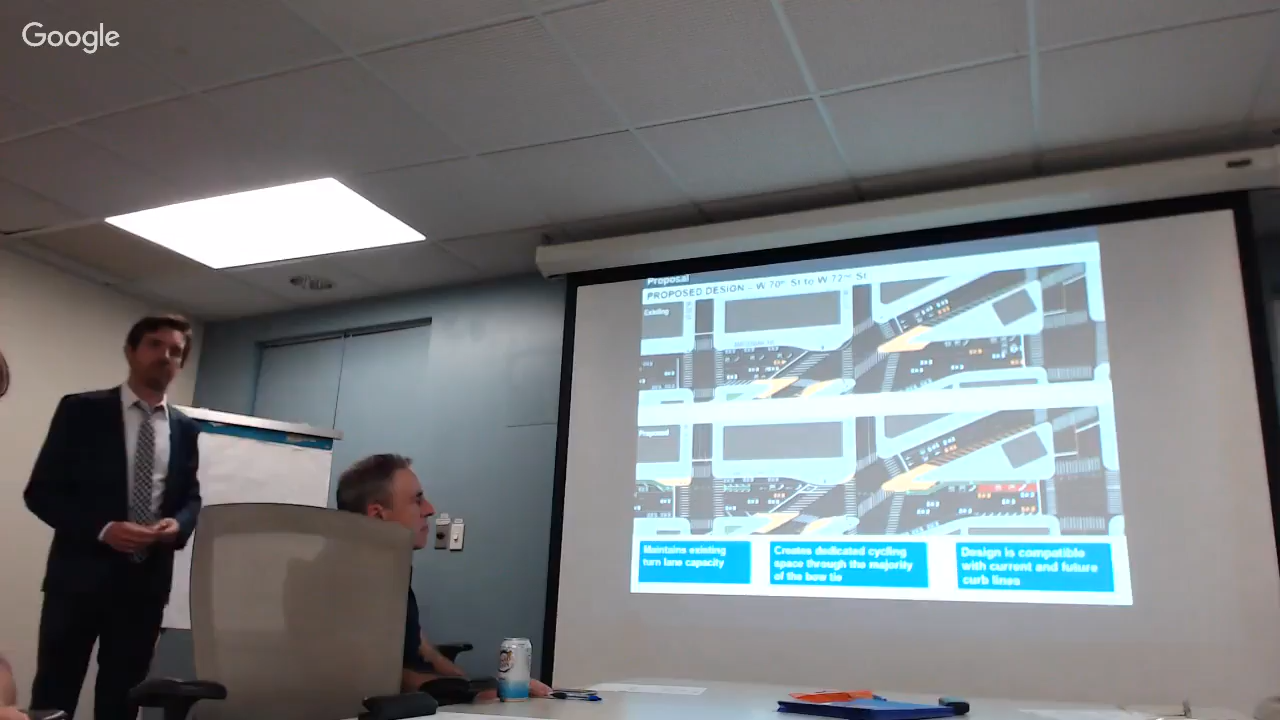 Google
Proposal
PROPOSED DESIGN – W 70th St to W 72nd St
Existing
Proposed
Maintains existing
turn lane capacity
Creates dedicated cycling
space through the majority
of the bow tie
Design is compatible
with current and future
curb lines